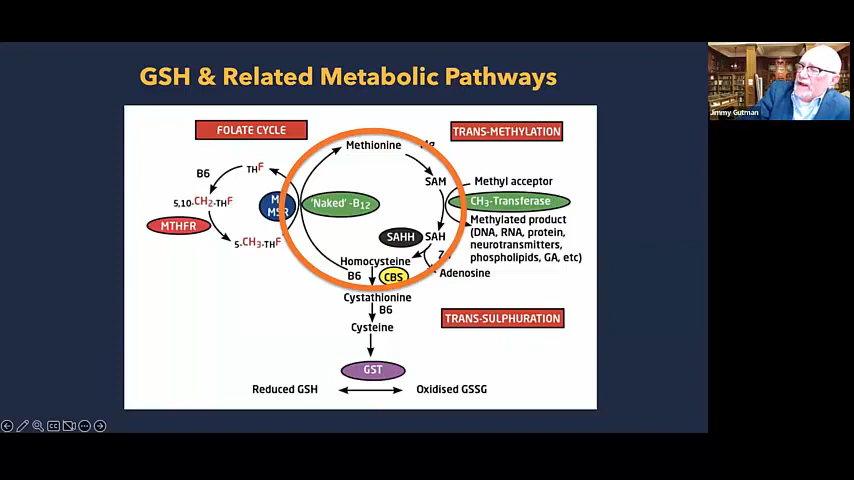 GSH & Related Metabolic Pathways
Jimmy Gutman
FOLATE CYCLE
TRANS-METHYLATION
Methionine
B6
THF
SAM
Methyl acceptor
5,10-CH2-THF
'Naked'-B12
CH3-Transferase
MTHFR
Methylated product
(DNA, RNA, protein,
neurotransmitters,
phospholipids, GA, etc)
5-CH3-THF
SAHH
SAH
Homocysteine
Adenosine
B6
CBS
Cystathionine
B6
TRANS-SULPHURATION
Cysteine
GST
Reduced GSH
Oxidised GSSG
CC